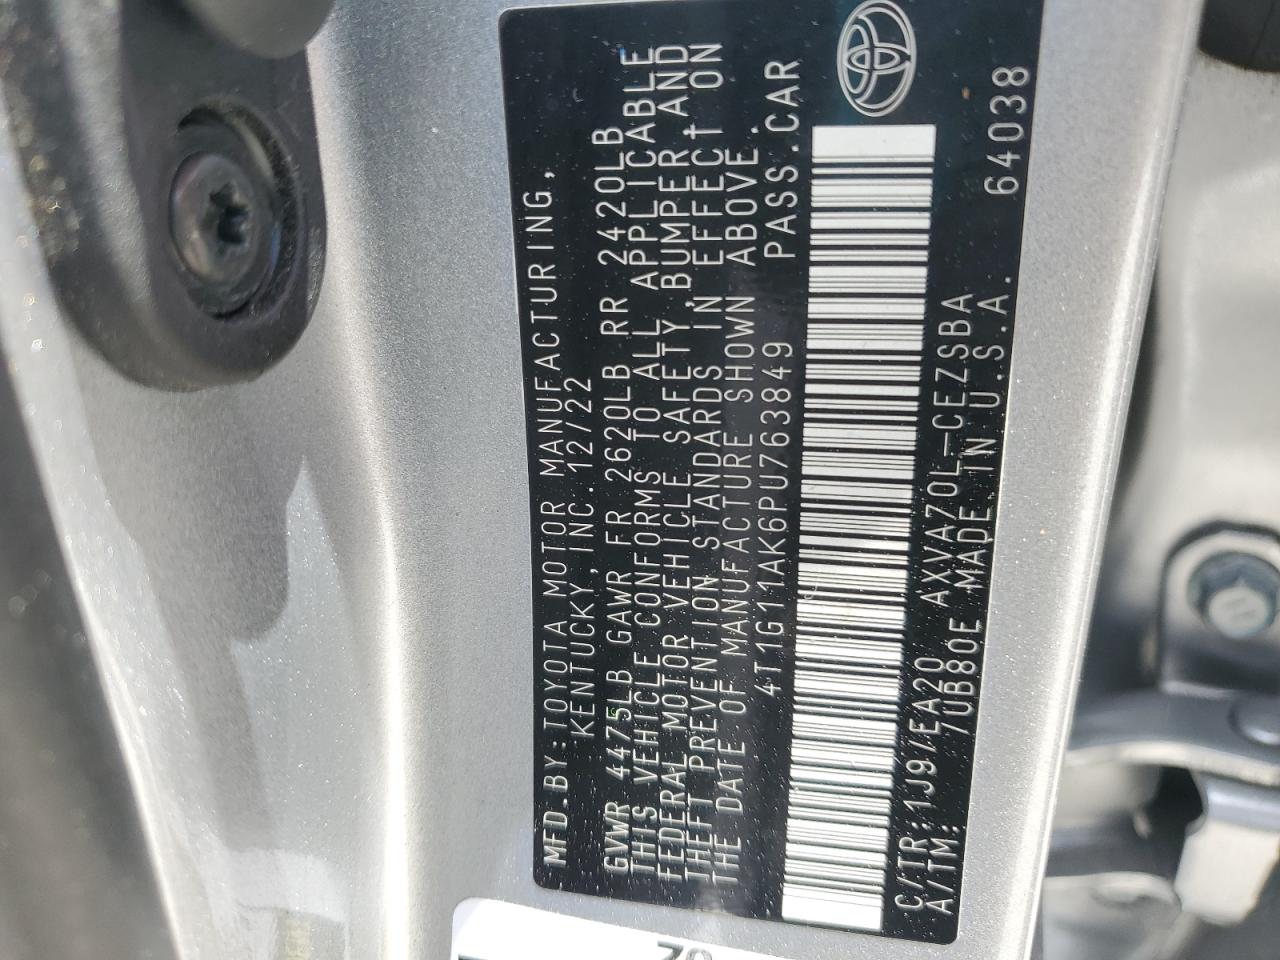 MFD.BY:TOYOTA MOTOR MANUFACTURING,
KENTUCKY,INC.12/22
GVWR 4475LB GAWR FR 2620LB RR 2420LB
THIS VEHICLE CONFORMS TO ALL APPLICABLE
FEDERAL MOTOR VEHICLE SAFETY,BUMPER AND
THEFT PREVENTION STANDARDS IN EFFECT ON
THE DATE OF MANUFACTURE SHOWN ABOVE.
4T1G11AK6PU763849 PASS.CAR
C/TR:1J9/EA20 AXVA70L-CEZSBA 64038
A/TM: /UB80E MADE IN U.S.A.